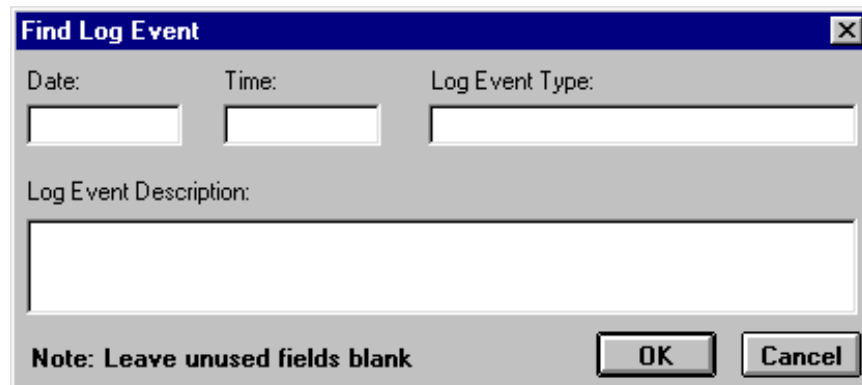 Find Log Event
Date: Time: Log Event Type:
Log Event Description:
Note: Leave unused fields blank OK Cancel